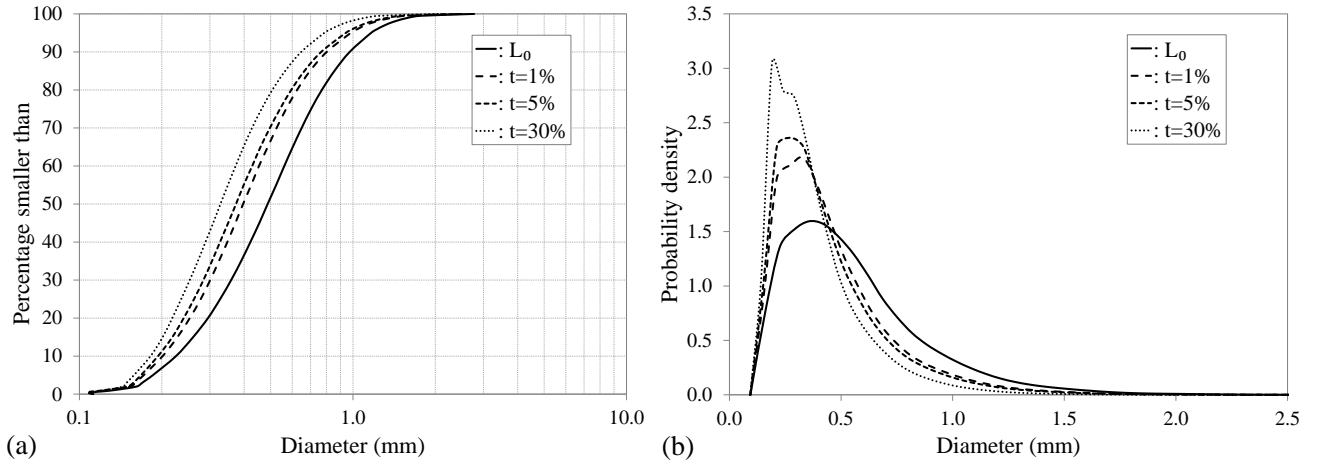 Percentage smaller than
100
90
80
70
60
50
40
30
20
10
0
0.1
1.0
10.0
Diameter (mm)
: L₀
: t=1%
: t=5%
: t=30%
(a)
Probability density
3.5
3.0
2.5
2.0
1.5
1.0
0.5
0.0
0.0
0.5
1.0
1.5
2.0
2.5
Diameter (mm)
: L₀
: t=1%
: t=5%
: t=30%
(b)